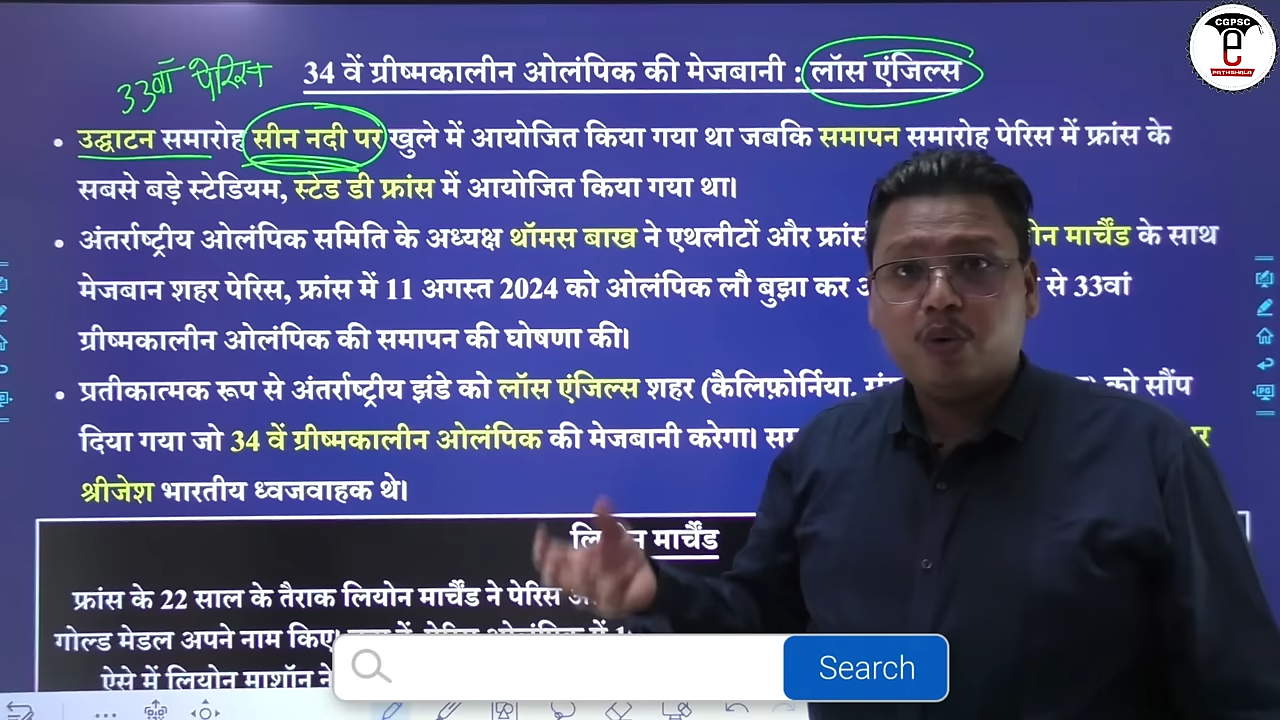 CGPSC
e
PATHSHALA
33वाँ पेरिस
34 वें ग्रीष्मकालीन ओलंपिक की मेजबानी : लॉस एंजिल्स
• उद्घाटन समारोह सीन नदी पर खुले में आयोजित किया गया था जबकि समापन समारोह पेरिस में फ्रांस के
सबसे बड़े स्टेडियम, स्टेड डी फ्रांस में आयोजित किया गया था।
• अंतर्राष्ट्रीय ओलंपिक समिति के अध्यक्ष थॉमस बाख ने एथलीटों और मार्चैंड के साथ
मेजबान शहर पेरिस, फ्रांस में 11 अगस्त 2024 को ओलंपिक लौ बुझा कर से 33वां
ग्रीष्मकालीन ओलंपिक की समापन की घोषणा की।
• प्रतीकात्मक रूप से अंतर्राष्ट्रीय झंडे को लॉस एंजिल्स शहर (कैलिफ़ोर्निया, को सौंप
दिया गया जो 34 वें ग्रीष्मकालीन ओलंपिक की मेजबानी करेगा।
श्रीजेश भारतीय ध्वजवाहक थे।
मार्चैंड
फ्रांस के 22 साल के तैराक लियोन मार्चैंड ने पेरिस
गोल्ड मेडल अपने नाम किए।
ऐसे में लियोन माशॉन ने
Search